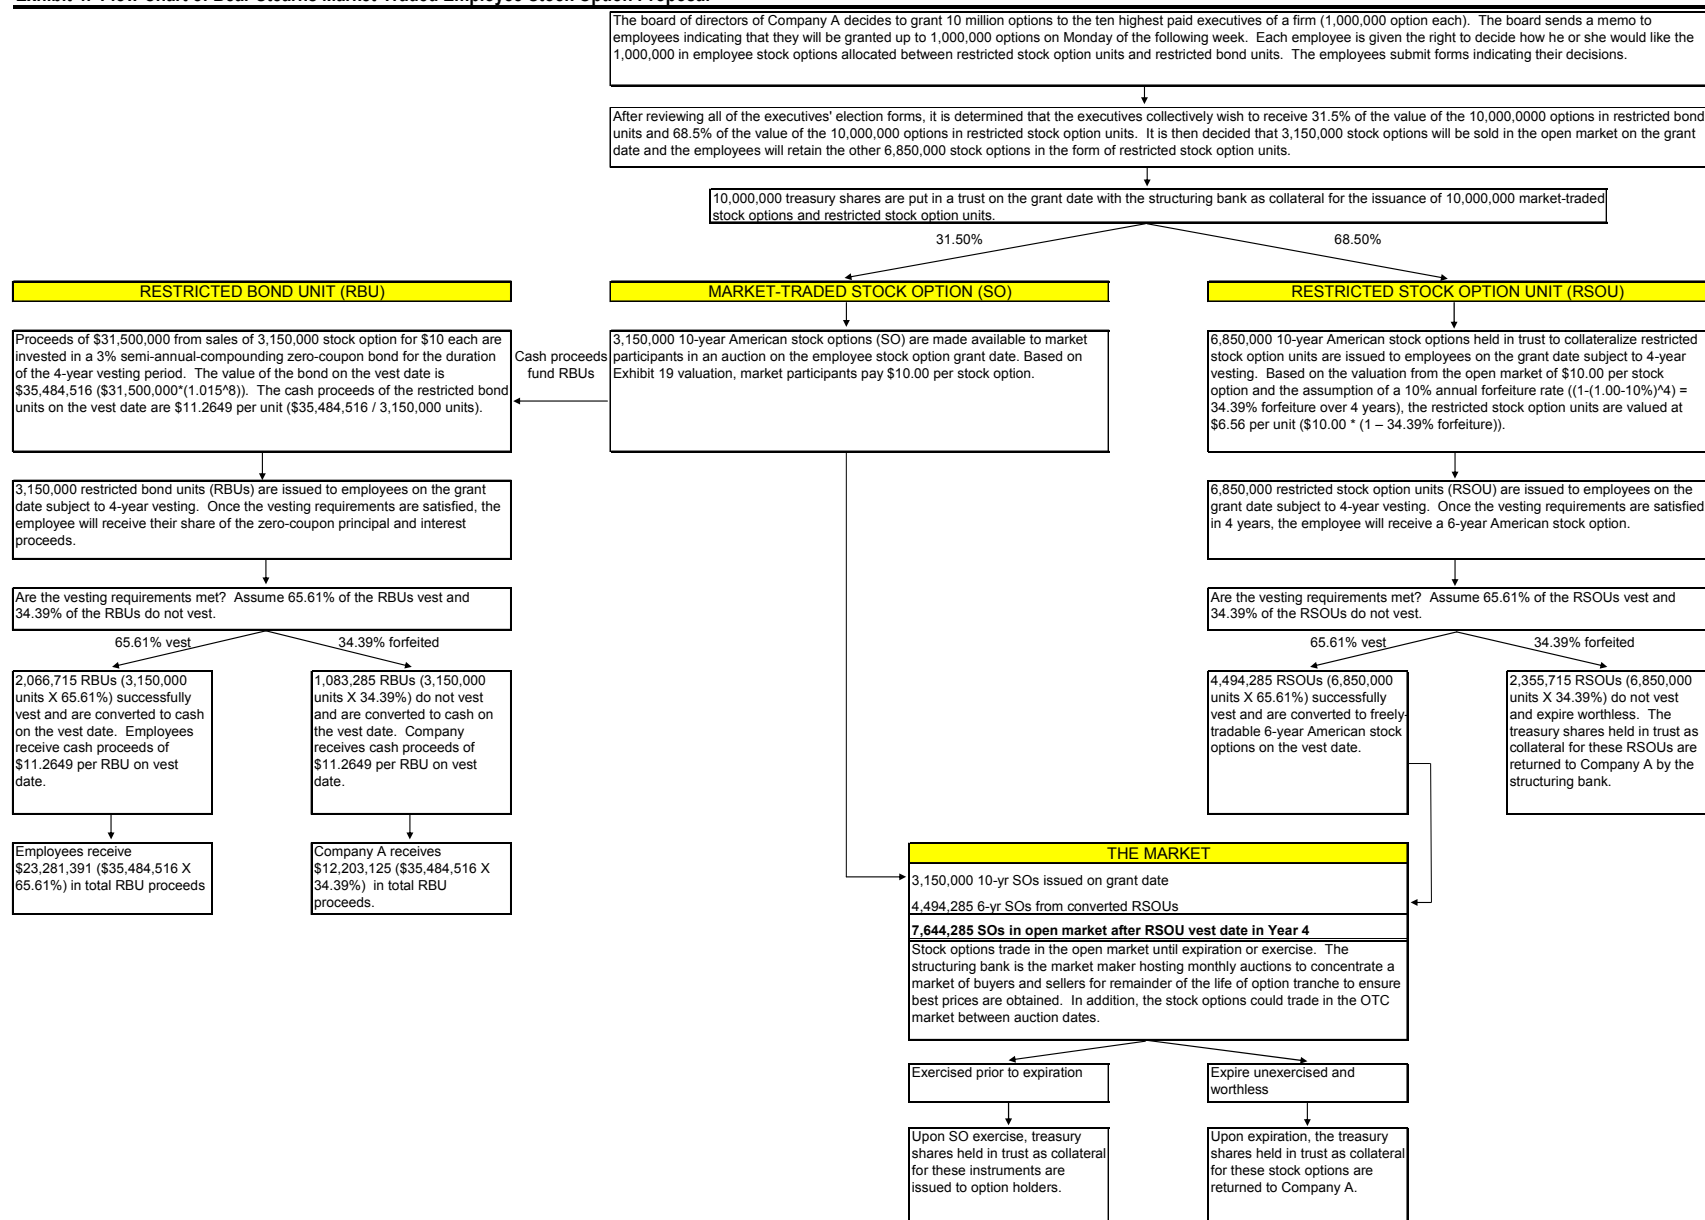 The board of directors of Company A decides to grant 10 million options to the ten highest paid executives of a firm (1,000,000 option each). The board sends a memo to
employees indicating that they will be granted up to 1,000,000 options on Monday of the following week. Each employee is given the right to decide how he or she would like the
1,000,000 in employee stock options allocated between restricted stock option units and restricted bond units. The employees submit forms indicating their decisions.
After reviewing all of the executives' election forms, it is determined that the executives collectively wish to receive 31.5% of the value of the 10,000,0000 options in restricted bond
units and 68.5% of the value of the 10,000,000 options in restricted stock option units. It is then decided that 3,150,000 stock options will be sold in the open market on the grant
date and the employees will retain the other 6,850,000 stock options in the form of restricted stock option units.
10,000,000 treasury shares are put in a trust on the grant date with the structuring bank as collateral for the issuance of 10,000,000 market-traded
stock options and restricted stock option units.
31.50%
68.50%
RESTRICTED BOND UNIT (RBU)
Proceeds of $31,500,000 from sales of 3,150,000 stock option for $10 each are
invested in a 3% semi-annual-compounding zero-coupon bond for the duration
of the 4-year vesting period. The value of the bond on the vest date is
$35,484,516 ($31,500,000*(1.015^8)). The cash proceeds of the restricted bond
units on the vest date are $11.2649 per unit ($35,484,516 / 3,150,000 units).
Cash proceeds
fund RBUs
MARKET-TRADED STOCK OPTION (SO)
3,150,000 10-year American stock options (SO) are made available to market
participants in an auction on the employee stock option grant date. Based on
Exhibit 19 valuation, market participants pay $10.00 per stock option.
RESTRICTED STOCK OPTION UNIT (RSOU)
6,850,000 10-year American stock options held in trust to collateralize restricted
stock option units are issued to employees on the grant date subject to 4-year
vesting. Based on the valuation from the open market of $10.00 per stock
option and the assumption of a 10% annual forfeiture rate ((1-(1.00-10%)^4) =
34.39% forfeiture over 4 years), the restricted stock option units are valued at
$6.56 per unit ($10.00 * (1 – 34.39% forfeiture)).
3,150,000 restricted bond units (RBUs) are issued to employees on the grant
date subject to 4-year vesting. Once the vesting requirements are satisfied, the
employee will receive their share of the zero-coupon principal and interest
proceeds.
6,850,000 restricted stock option units (RSOU) are issued to employees on the
grant date subject to 4-year vesting. Once the vesting requirements are satisfied
in 4 years, the employee will receive a 6-year American stock option.
Are the vesting requirements met? Assume 65.61% of the RBUs vest and
34.39% of the RBUs do not vest.
65.61% vest
34.39% forfeited
Are the vesting requirements met? Assume 65.61% of the RSOUs vest and
34.39% of the RSOUs do not vest.
65.61% vest
34.39% forfeited
2,066,715 RBUs (3,150,000
units X 65.61%) successfully
vest and are converted to cash
on the vest date. Employees
receive cash proceeds of
$11.2649 per RBU on vest
date.
1,083,285 RBUs (3,150,000
units X 34.39%) do not vest
and are converted to cash on
the vest date. Company
receives cash proceeds of
$11.2649 per RBU on vest
date.
4,494,285 RSOUs (6,850,000
units X 65.61%) successfully
vest and are converted to freely-
tradable 6-year American stock
options on the vest date.
2,355,715 RSOUs (6,850,000
units X 34.39%) do not vest
and expire worthless. The
treasury shares held in trust as
collateral for these RSOUs are
returned to Company A by the
structuring bank.
Employees receive
$23,281,391 ($35,484,516 X
65.61%) in total RBU proceeds
Company A receives
$12,203,125 ($35,484,516 X
34.39%) in total RBU
proceeds.
THE MARKET
3,150,000 10-yr SOs issued on grant date
4,494,285 6-yr SOs from converted RSOUs
7,644,285 SOs in open market after RSOU vest date in Year 4
Stock options trade in the open market until expiration or exercise. The
structuring bank is the market maker hosting monthly auctions to concentrate a
market of buyers and sellers for remainder of the life of option tranche to ensure
best prices are obtained. In addition, the stock options could trade in the OTC
market between auction dates.
Exercised prior to expiration
Expire unexercised and
worthless
Upon SO exercise, treasury
shares held in trust as collateral
for these instruments are
issued to option holders.
Upon expiration, the treasury
shares held in trust as collateral
for these stock options are
returned to Company A.